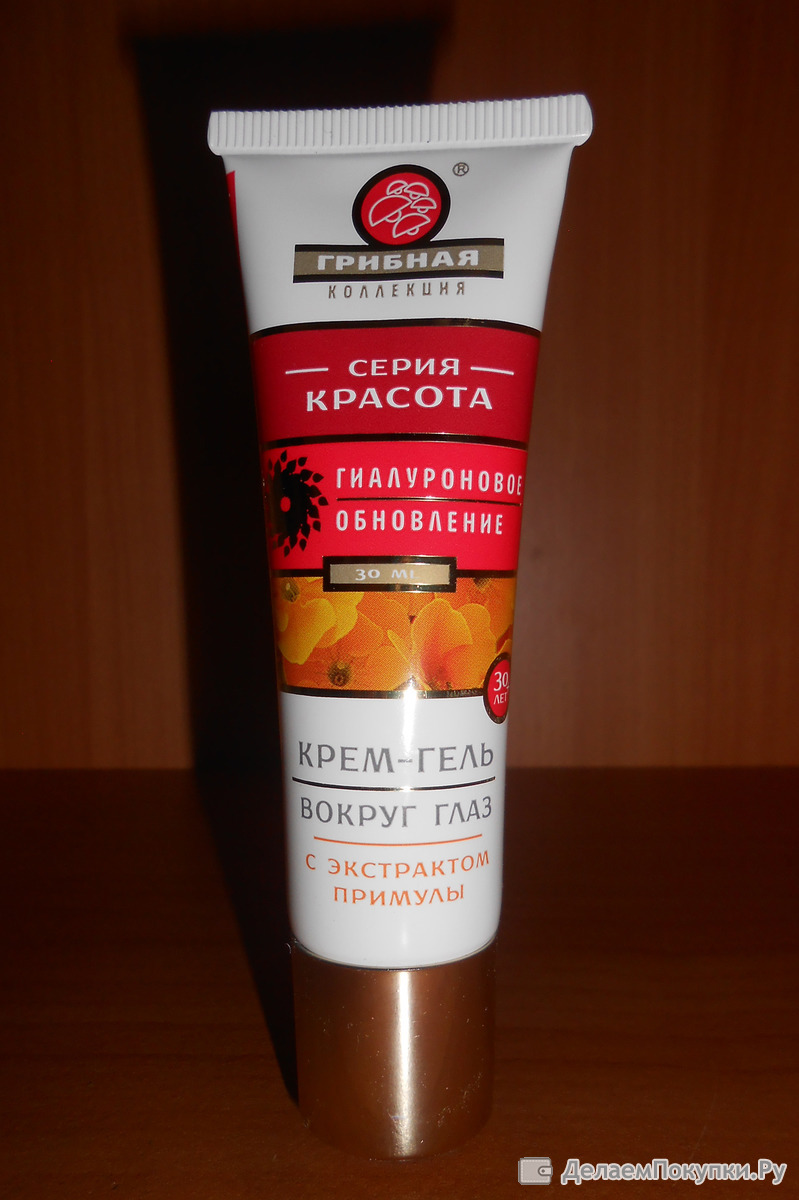 ®
ГРИБНАЯ
КОЛЛЕКЦИЯ
СЕРИЯ
КРАСОТА
ГИАЛУРОНОВОЕ
ОБНОВЛЕНИЕ
30 ML
30
ЛЕТ
КРЕМ-ГЕЛЬ
ВОКРУГ ГЛАЗ
С ЭКСТРАКТОМ
ПРИМУЛЫ
ДелаемПокупки.Ру